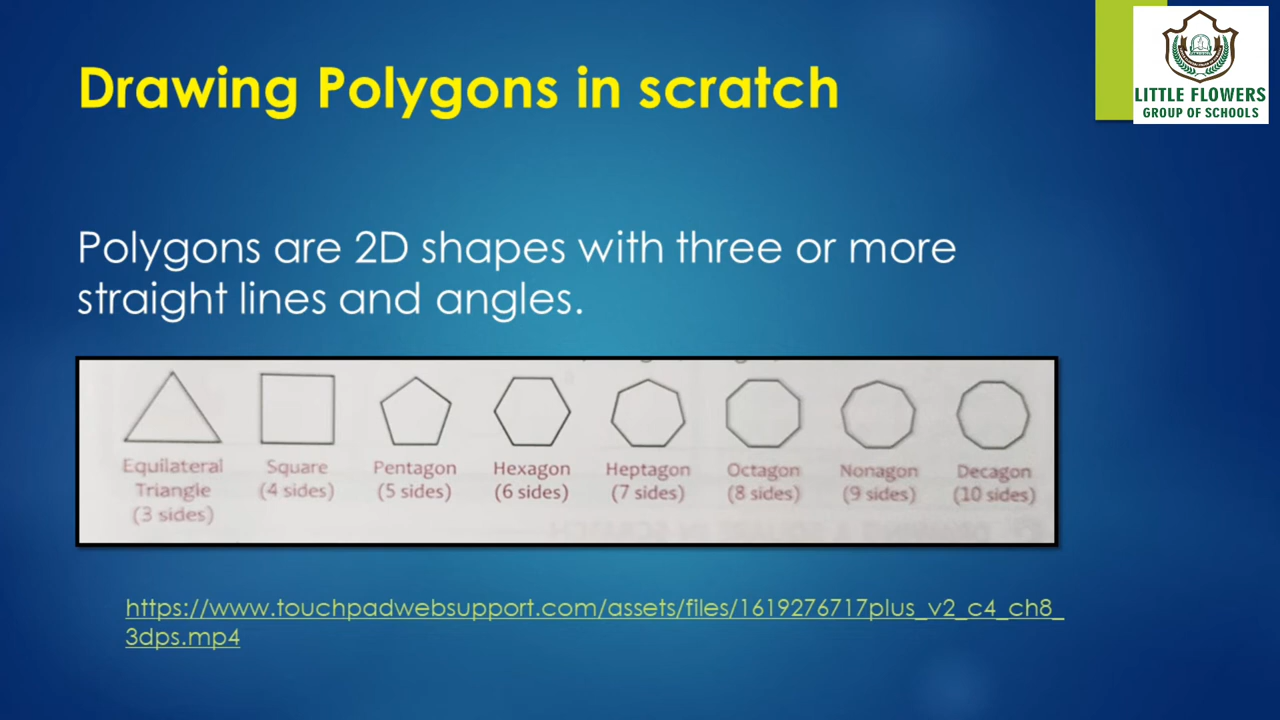 Drawing Polygons in scratch
LITTLE FLOWERS
GROUP OF SCHOOLS
Polygons are 2D shapes with three or more
straight lines and angles.
Equilateral Triangle (3 sides)
Square (4 sides)
Pentagon (5 sides)
Hexagon (6 sides)
Heptagon (7 sides)
Octagon (8 sides)
Nonagon (9 sides)
Decagon (10 sides)
https://www.touchpadwebsupport.com/assets/files/1619276717plus_v2_c4_ch8_
3dps.mp4